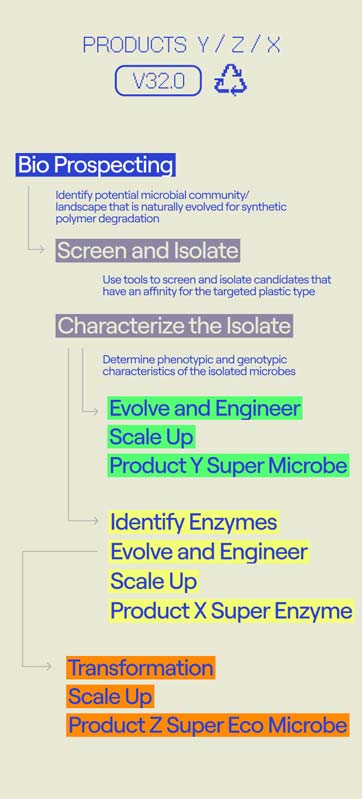 PRODUCTS Y / Z / X
V32.0
Bio Prospecting
Identify potential microbial community/
landscape that is naturally evolved for synthetic
polymer degradation
Screen and Isolate
Use tools to screen and isolate candidates that
have an affinity for the targeted plastic type
Characterize the Isolate
Determine phenotypic and genotypic
characteristics of the isolated microbes
Evolve and Engineer
Scale Up
Product Y Super Microbe
Identify Enzymes
Evolve and Engineer
Scale Up
Product X Super Enzyme
Transformation
Scale Up
Product Z Super Eco Microbe